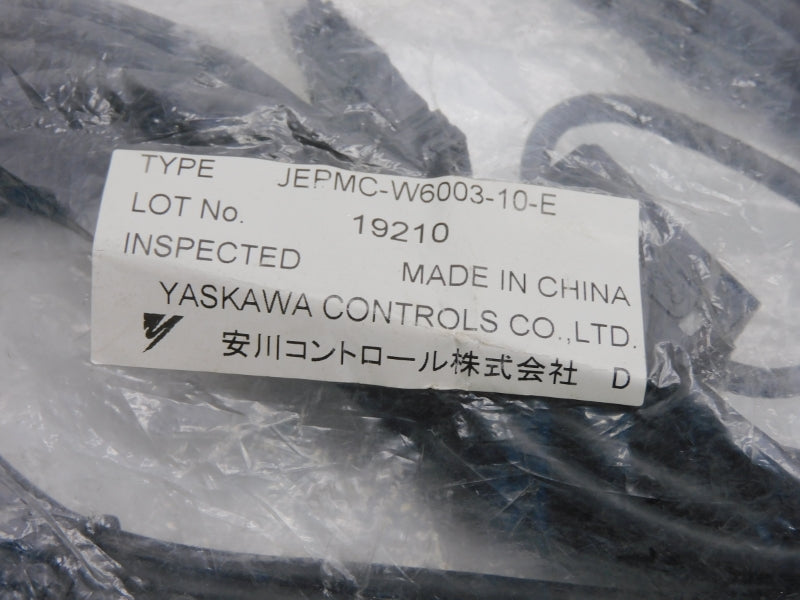 TYPE JEPMC-W6003-10-E
LOT No. 19210
INSPECTED MADE IN CHINA
YASKAWA CONTROLS CO.,LTD.
安川コントロール株式会社 D